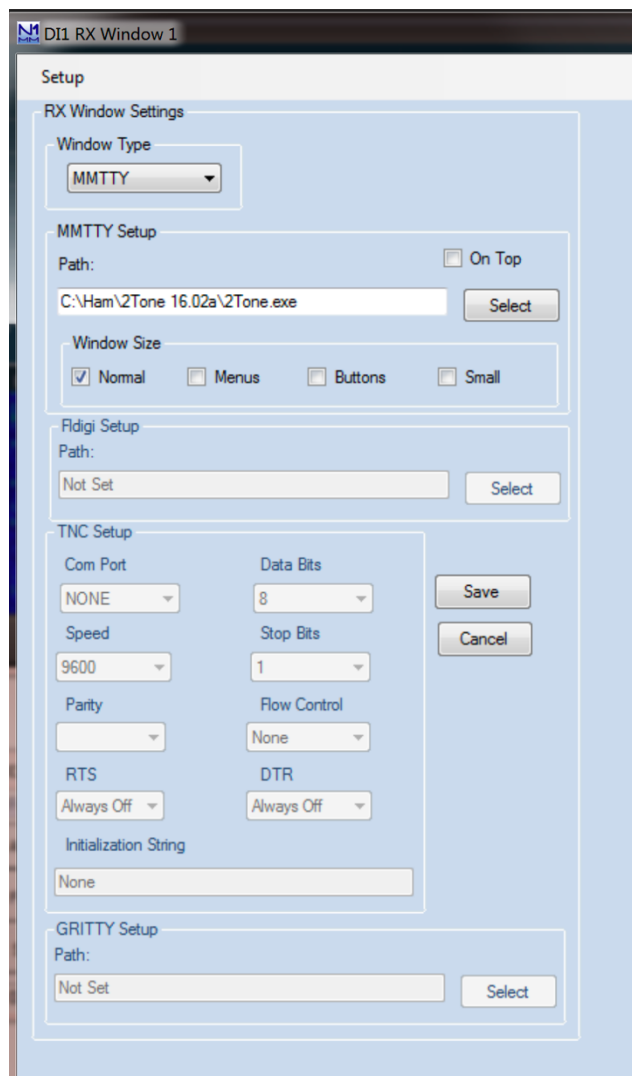 N1
MM
DI1 RX Window 1
Setup
RX Window Settings
Window Type
MMTTY
MMTTY Setup
Path:
On Top
C:\Ham\2Tone 16.02a\2Tone.exe
Select
Window Size
Normal
Menus
Buttons
Small
Fldigi Setup
Path:
Not Set
Select
TNC Setup
Com Port
Data Bits
NONE
8
Save
Speed
Stop Bits
Cancel
9600
1
Parity
Flow Control
None
RTS
DTR
Always Off
Always Off
Initialization String
None
GRITTY Setup
Path:
Not Set
Select